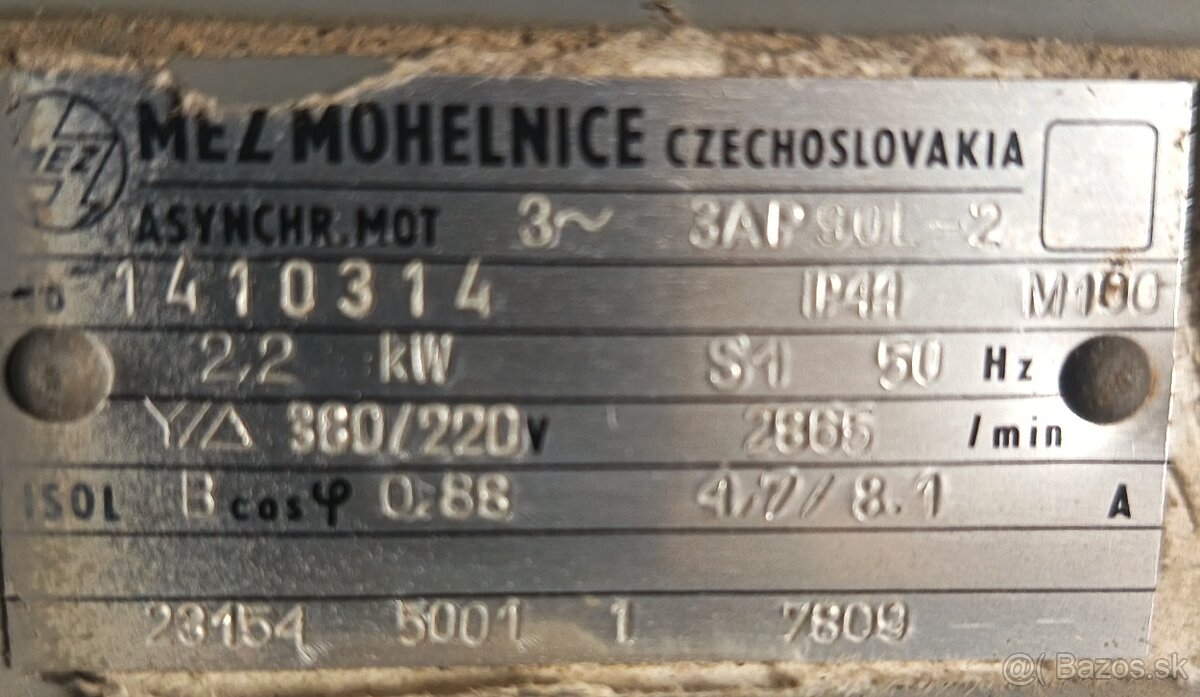 MEZ
MEZ MOHELNICE CZECHOSLOVAKIA
ASYNCHR. MOT 3~ 3AP90L-2
1410314 IP44 M100
2,2 kW S1 50 Hz
Y/Δ 380/220 V 2865 /min
ISOL B cos φ 0.88 4,7/8.1 A
23154 5001 1 7809
@( Bazos.sk